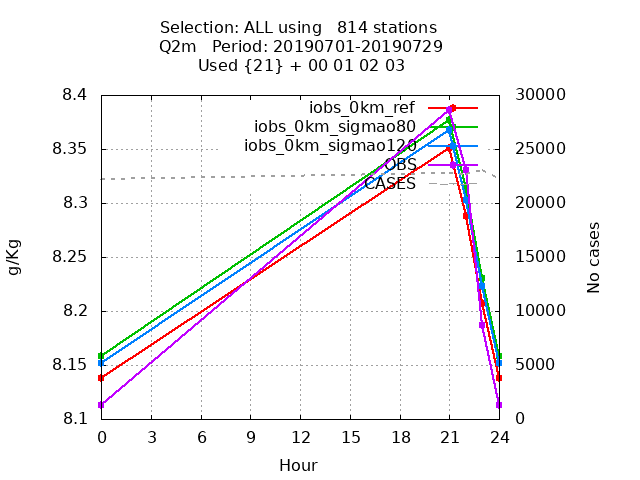 Selection: ALL using 814 stations
Q2m Period: 20190701-20190729
Used {21} + 00 01 02 03
iobs_0km_ref
iobs_0km_sigmao80
iobs_0km_sigmao120
OBS
CASES
g/Kg
8.4
8.35
8.3
8.25
8.2
8.15
8.1
30000
25000
20000
15000
10000
5000
0
No cases
0 3 6 9 12 15 18 21 24
Hour